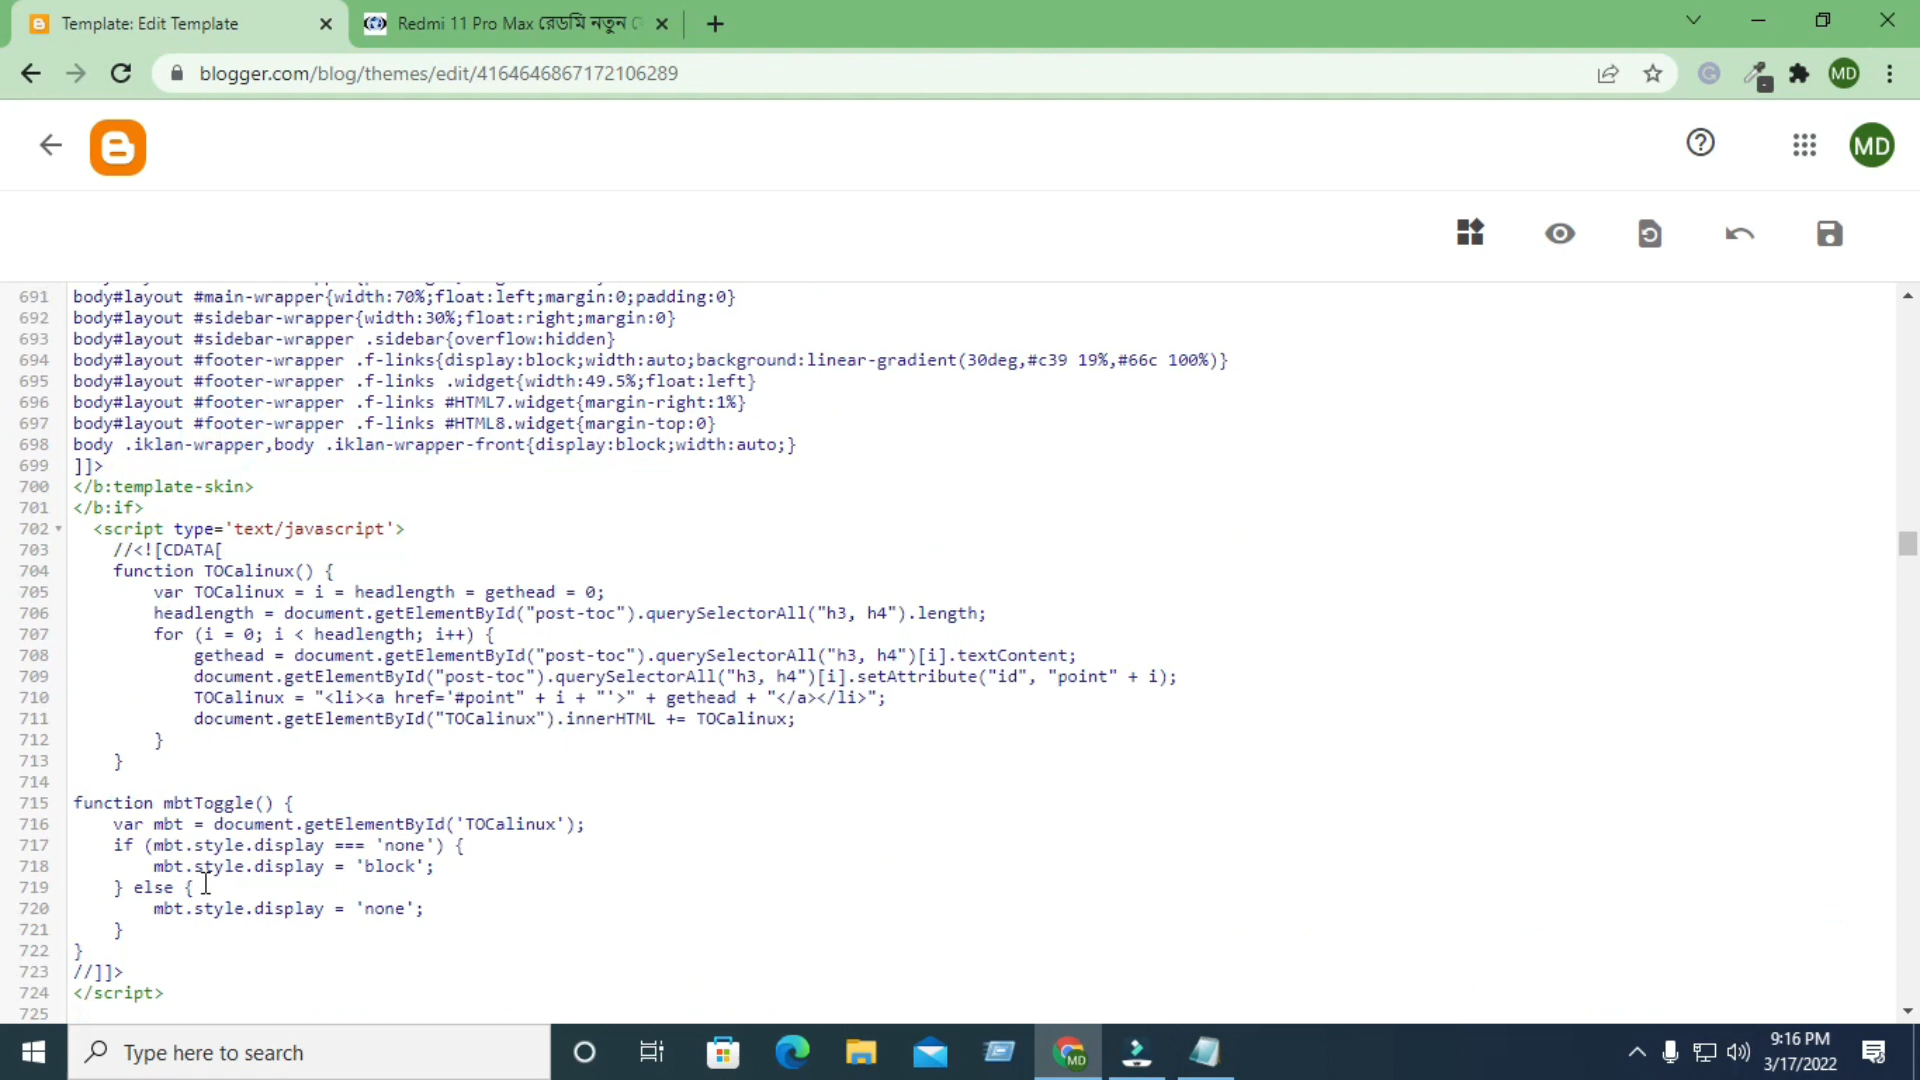 Template: Edit Template
Redmi 11 Pro Max রেডমি নতুন
blogger.com/blog/themes/edit/4164646867172106289
MD
MD
691 body#layout #main-wrapper{width:70%;float:left;margin:0;padding:0}
692 body#layout #sidebar-wrapper{width:30%;float:right;margin:0}
693 body#layout #sidebar-wrapper .sidebar{overflow:hidden}
694 body#layout #footer-wrapper .f-links{display:block;width:auto;background:linear-gradient(30deg,#c39 19%,#66c 100%)}
695 body#layout #footer-wrapper .f-links .widget{width:49.5%;float:left}
696 body#layout #footer-wrapper .f-links #HTML7.widget{margin-right:1%}
697 body#layout #footer-wrapper .f-links #HTML8.widget{margin-top:0}
698 body .iklan-wrapper,body .iklan-wrapper-front{display:block;width:auto;}
699 ]]>
700 </b:template-skin>
701 </b:if>
702 <script type='text/javascript'>
703 //<![CDATA[
704 function TOCalinux() {
705 var TOCalinux = i = headlength = gethead = 0;
706 headlength = document.getElementById("post-toc").querySelectorAll("h3, h4").length;
707 for (i = 0; i < headlength; i++) {
708 gethead = document.getElementById("post-toc").querySelectorAll("h3, h4")[i].textContent;
709 document.getElementById("post-toc").querySelectorAll("h3, h4")[i].setAttribute("id", "point" + i);
710 TOCalinux = "<li><a href='#point" + i + "'>" + gethead + "</a></li>";
711 document.getElementById("TOCalinux").innerHTML += TOCalinux;
712 }
713 }
714
715 function mbtToggle() {
716 var mbt = document.getElementById('TOCalinux');
717 if (mbt.style.display === 'none') {
718 mbt.style.display = 'block';
719 } else {
720 mbt.style.display = 'none';
721 }
722 }
723 //]]>
724 </script>
725
Type here to search
MD
9:16 PM
3/17/2022